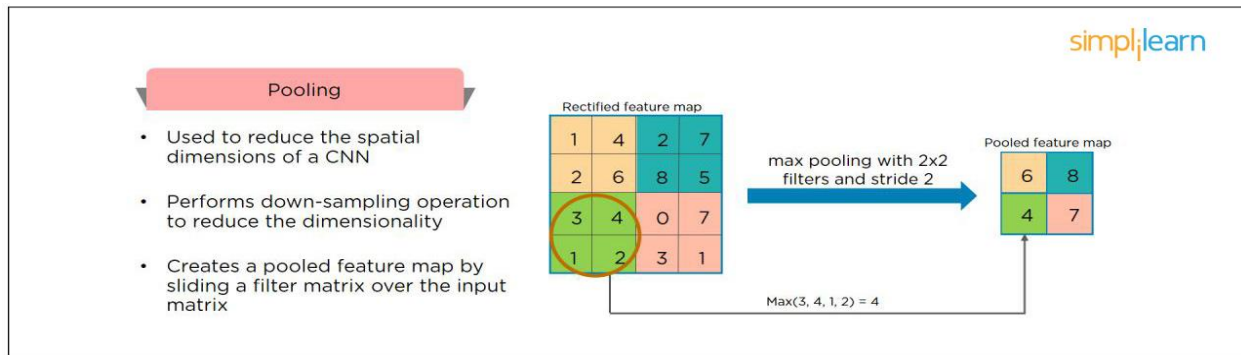 simplilearn
Pooling
• Used to reduce the spatial
dimensions of a CNN
• Performs down-sampling operation
to reduce the dimensionality
• Creates a pooled feature map by
sliding a filter matrix over the input
matrix
Rectified feature map
1 4 2 7
2 6 8 5
3 4 0 7
1 2 3 1
max pooling with 2x2
filters and stride 2
Pooled feature map
6 8
4 7
Max(3, 4, 1, 2) = 4